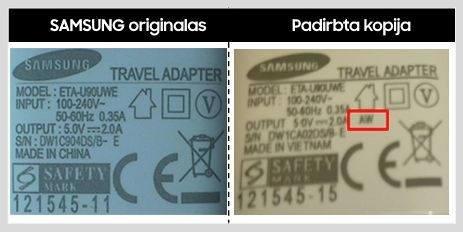 SAMSUNG originalas
Padirbta kopija
SAMSUNG
TRAVEL ADAPTER
MODEL : ETA-U90UWE
INPUT : 100-240V~
50-60Hz 0.35A
OUTPUT : 5.0V⎓2.0A
S/N : DW1C904DS/B- E
MADE IN CHINA
V
S SAFETY
MARK
121545-11
CE
SAMSUNG
TRAVEL ADAPTER
MODEL : ETA-U90UWE
INPUT : 100-240V~
50-60Hz 0.35A
OUTPUT : 5.0V⎓2.0A
AW
S/N : DW1CA02DS/B- E
MADE IN VIETNAM
V
S SAFETY
MARK
121545-15
CE